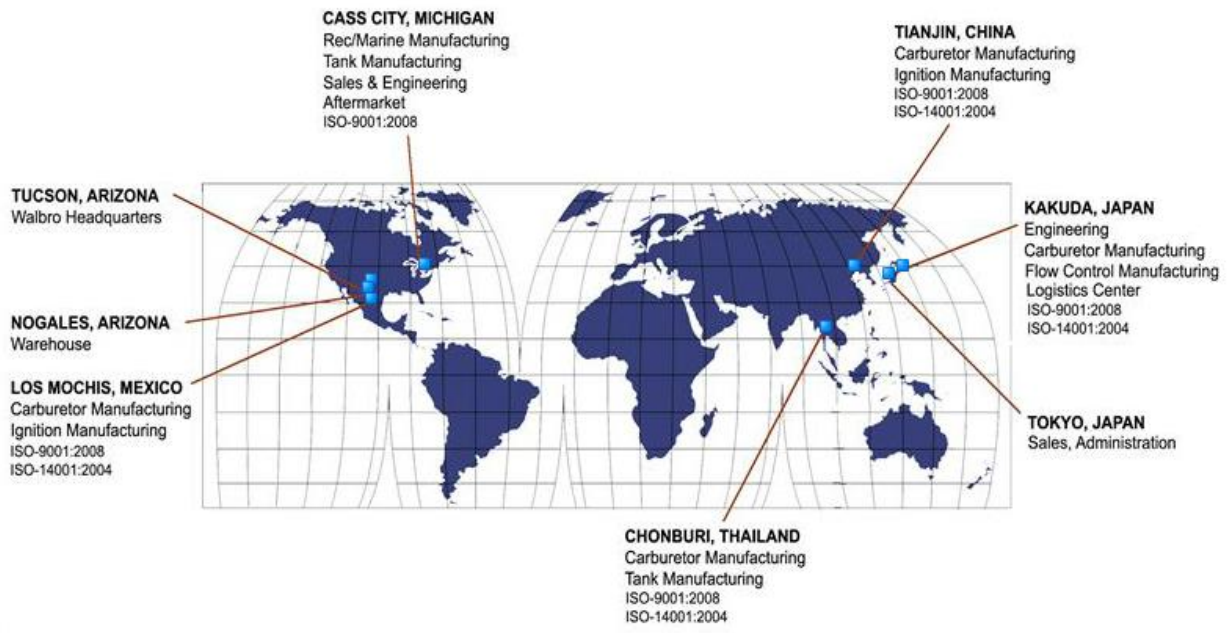 CASS CITY, MICHIGAN
Rec/Marine Manufacturing
Tank Manufacturing
Sales & Engineering
Aftermarket
ISO-9001:2008
TIANJIN, CHINA
Carburetor Manufacturing
Ignition Manufacturing
ISO-9001:2008
ISO-14001:2004
TUCSON, ARIZONA
Walbro Headquarters
KAKUDA, JAPAN
Engineering
Carburetor Manufacturing
Flow Control Manufacturing
Logistics Center
ISO-9001:2008
ISO-14001:2004
NOGALES, ARIZONA
Warehouse
LOS MOCHIS, MEXICO
Carburetor Manufacturing
Ignition Manufacturing
ISO-9001:2008
ISO-14001:2004
TOKYO, JAPAN
Sales, Administration
CHONBURI, THAILAND
Carburetor Manufacturing
Tank Manufacturing
ISO-9001:2008
ISO-14001:2004